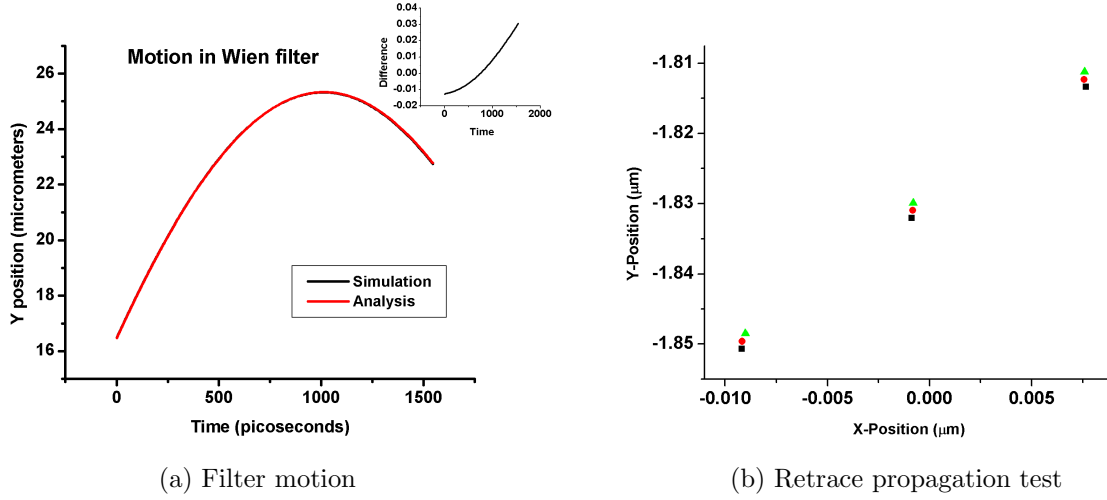 Motion in Wien filter
Y position (micrometers)
26
24
22
20
18
16
0
500
1000
1500
Time (picoseconds)
Simulation
Analysis
Difference
0.04
0.03
0.02
0.01
0.00
-0.01
-0.02
0
1000
2000
Time
(a) Filter motion
Y-Position (μm)
-1.81
-1.82
-1.83
-1.84
-1.85
-0.010
-0.005
0.000
0.005
X-Position (μm)
(b) Retrace propagation test